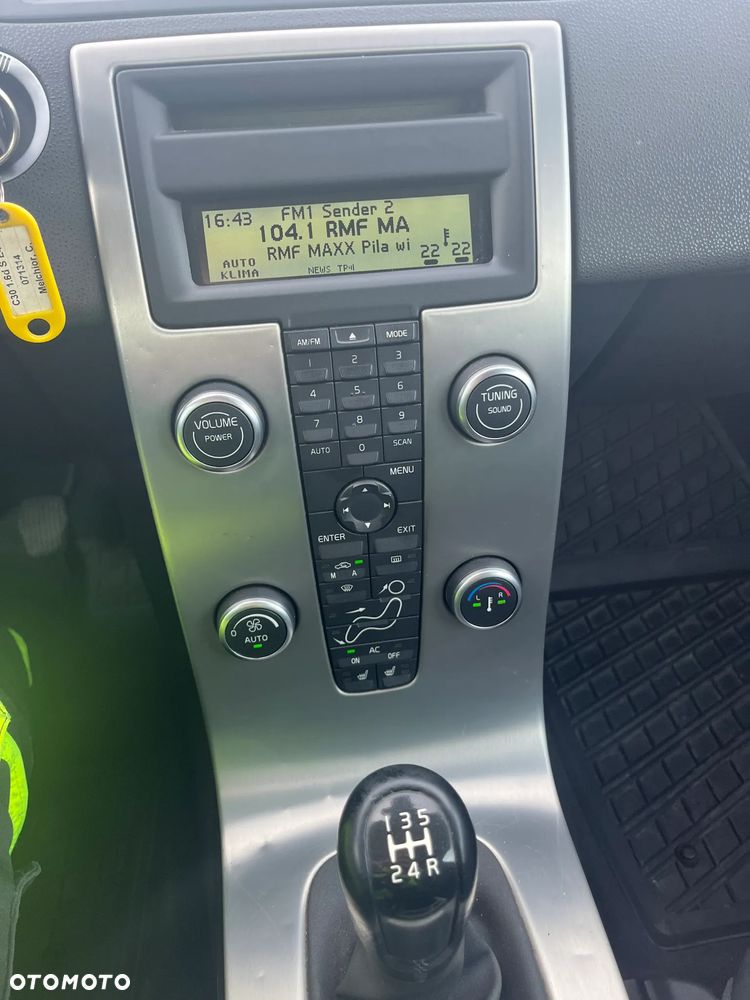 16:43 FM1 Sender 2
104.1 RMF MA
RMF MAXX Pila wi
AUTO
KLIMA
NEWS TP
22 22
C30 1.6d S
071314
Melchior, C.
AM/FM MODE
1 2 3
4 5 6
7 8 9
AUTO 0 SCAN
MENU
VOLUME
POWER
TUNING
SOUND
ENTER EXIT
M A
0
AUTO
L R
AC
ON OFF
1 3 5
2 4 R
OTOMOTO